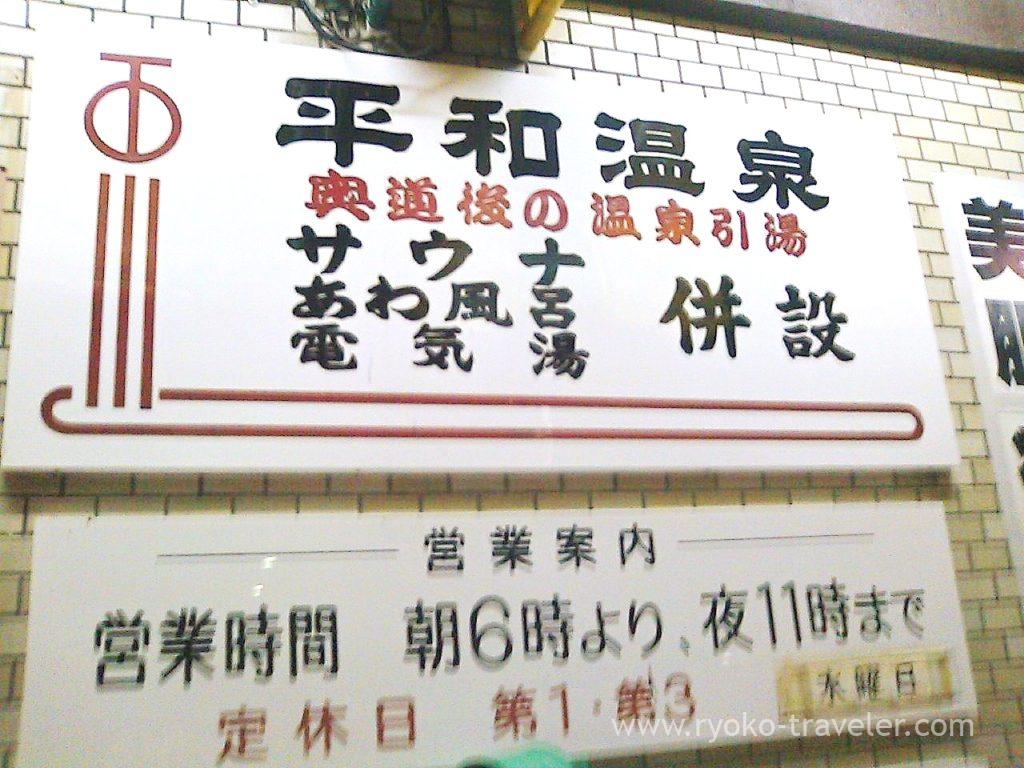 平和温泉
奥道後の温泉引湯
サウナ
あわ風呂
電気湯
併設
営業案内
営業時間 朝6時より、夜11時まで
定休日 第1・第3 水曜日
美
www.ryoko-traveler.com